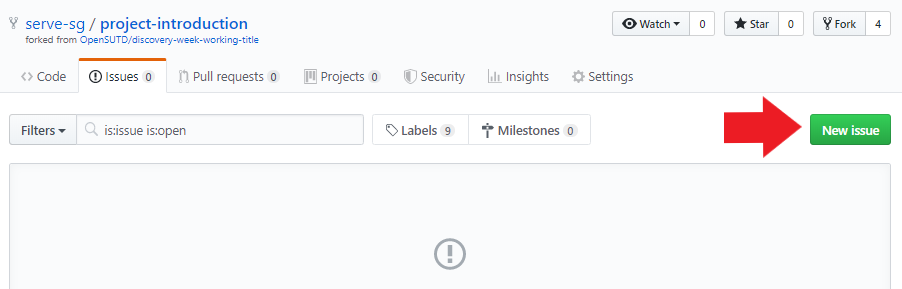 serve-sg / project-introduction
forked from OpenSUTD/discovery-week-working-title
Watch 0 Star 0 Fork 4
Code Issues 0 Pull requests 0 Projects 0 Security Insights Settings
Filters is:issue is:open Labels 9 Milestones 0 New issue